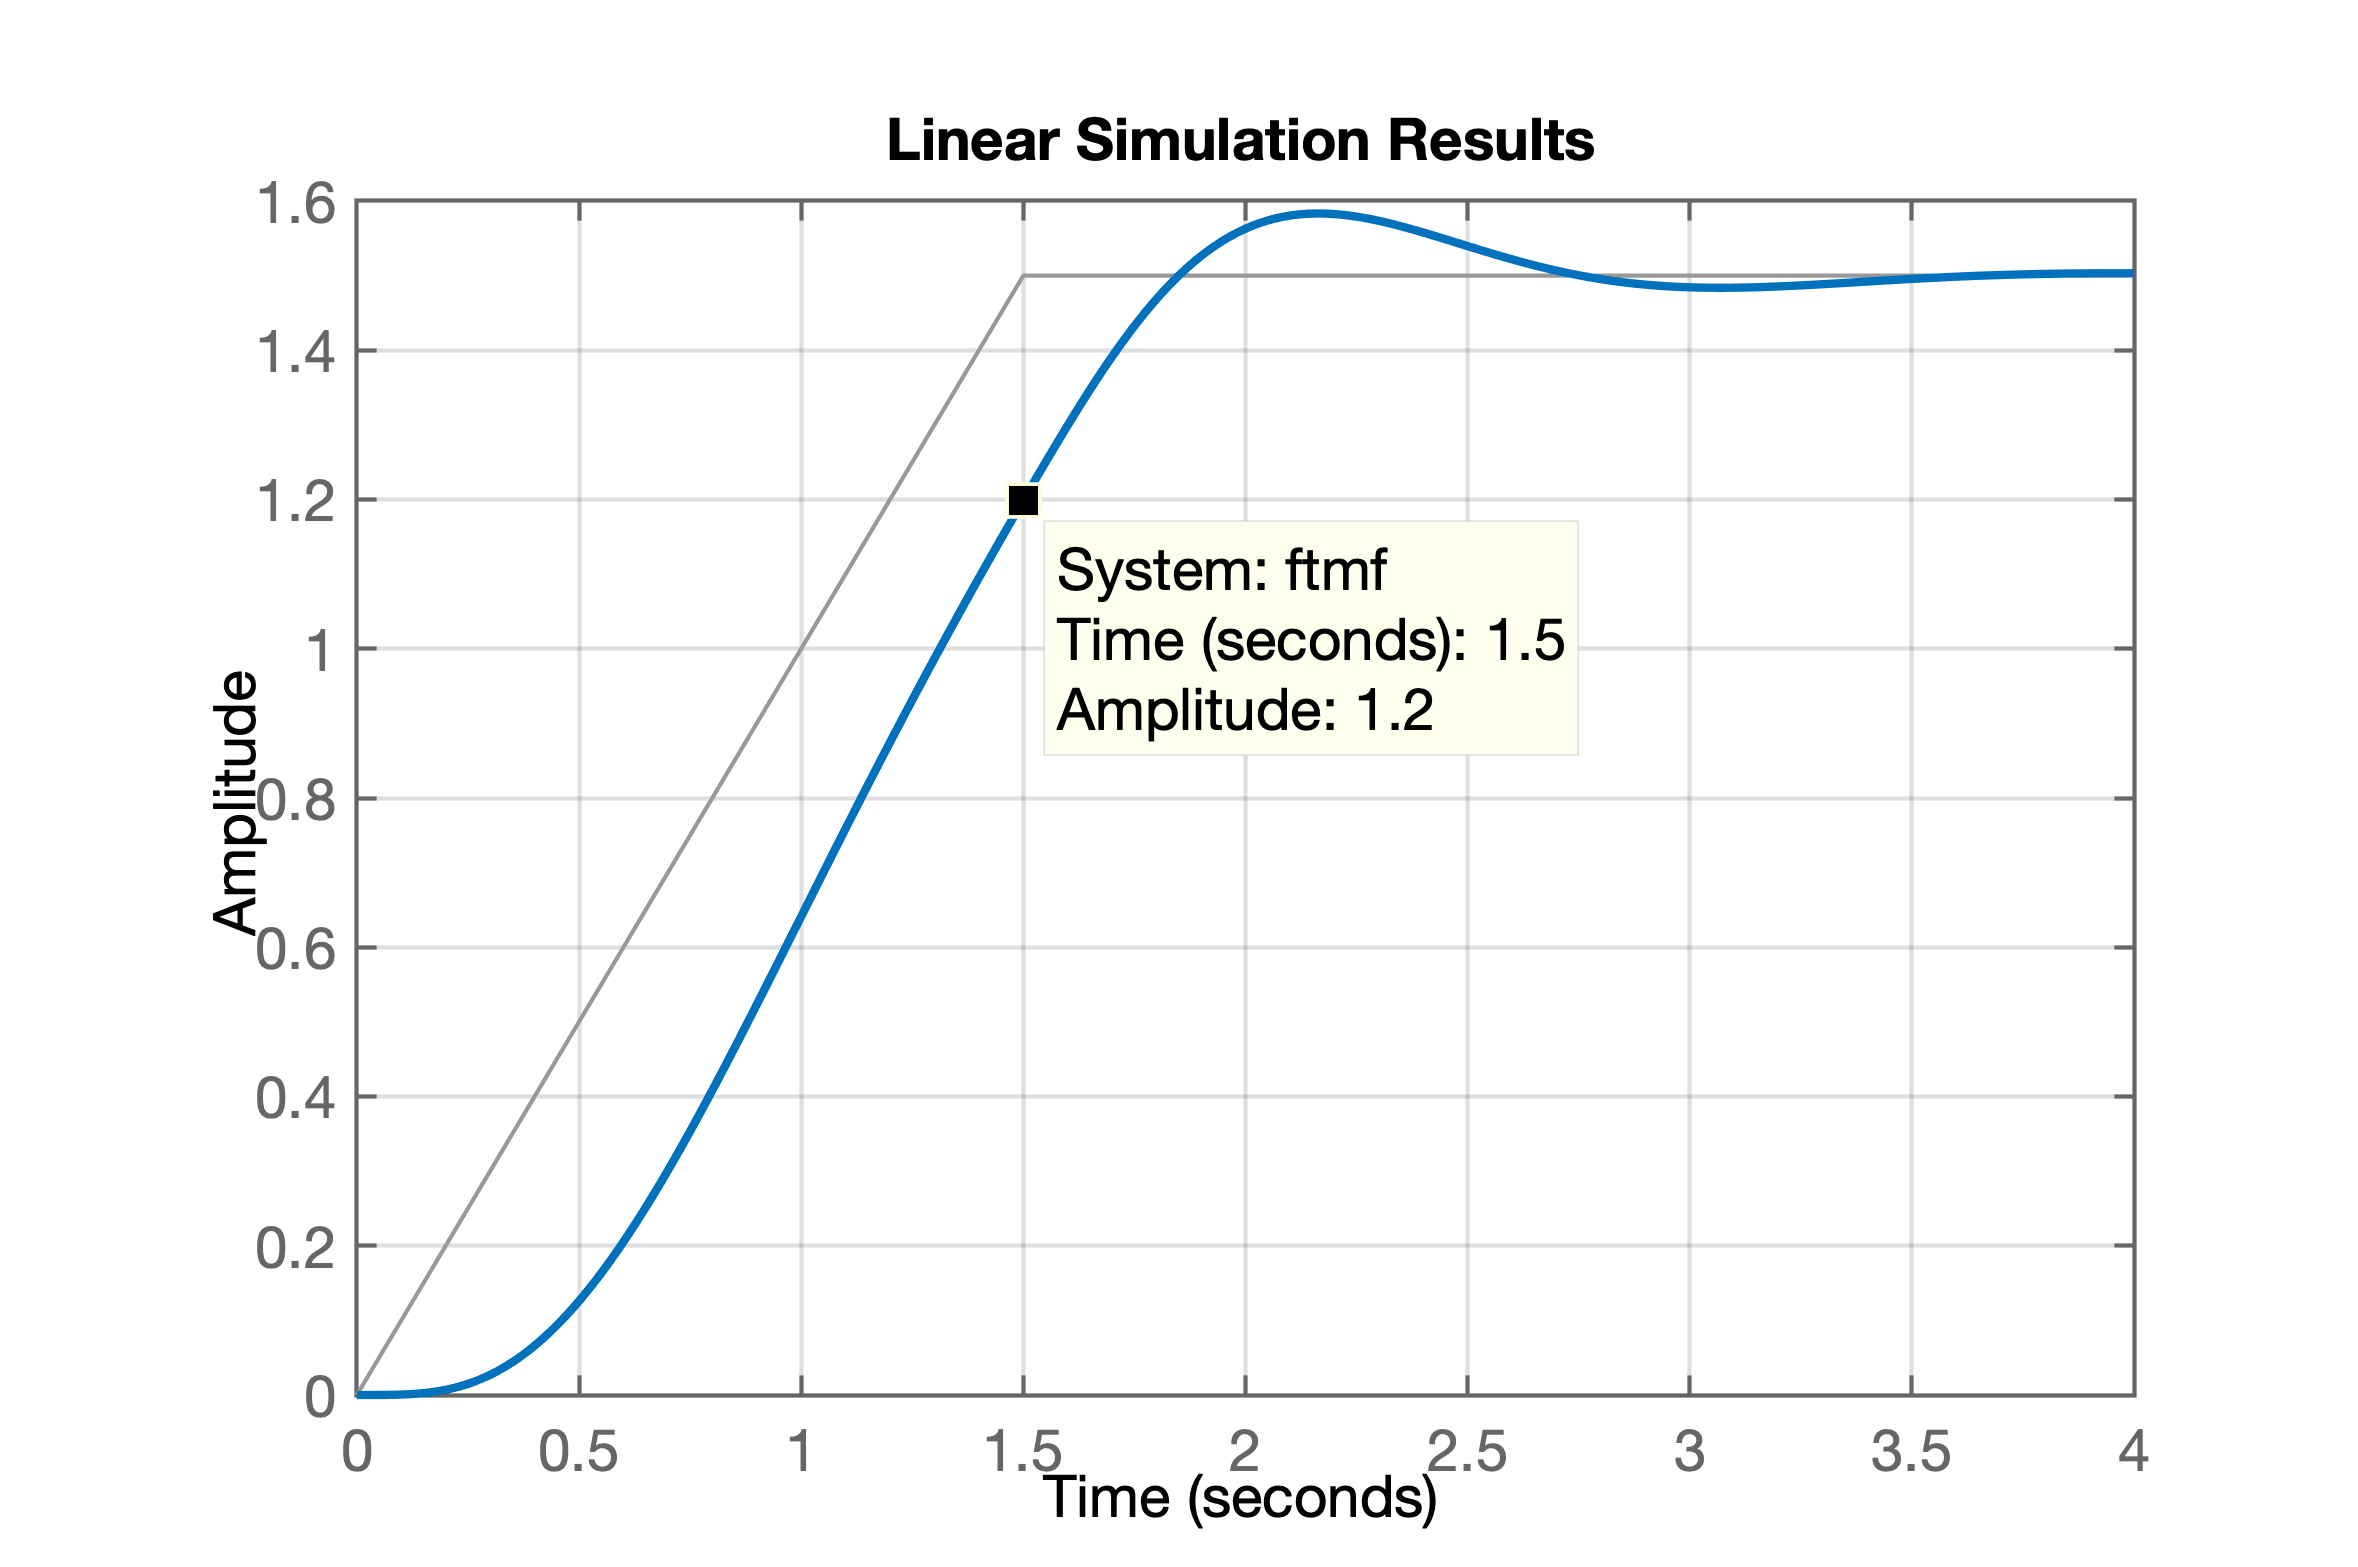 Linear Simulation Results
1.6
1.4
1.2
1
0.8
0.6
0.4
0.2
0
Amplitude
System: ftmf
Time (seconds): 1.5
Amplitude: 1.2
0 0.5 1 1.5 2 2.5 3 3.5 4
Time (seconds)